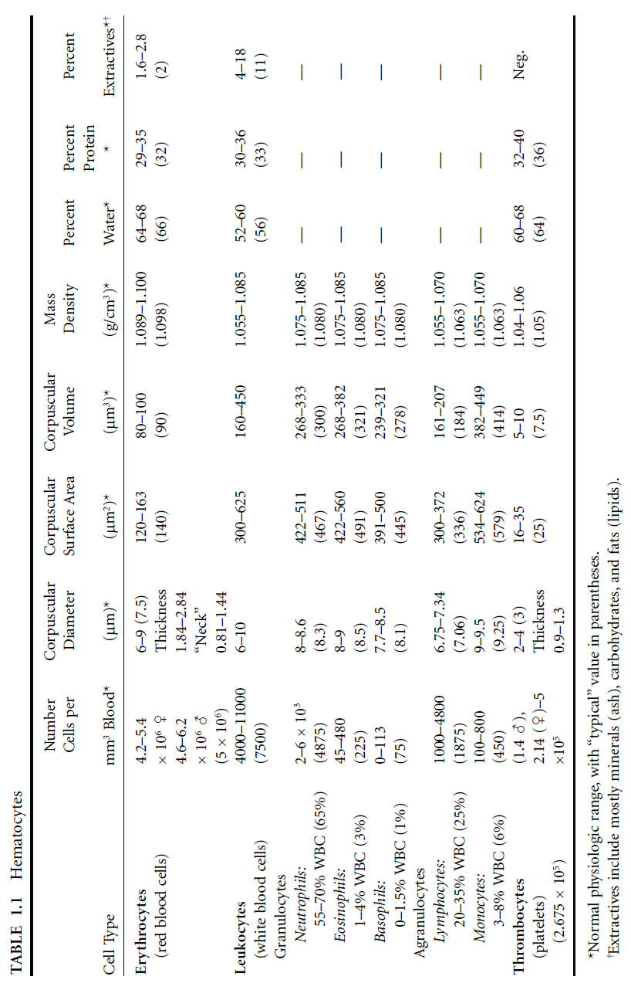 TABLE 1.1 Hematocytes
Number Corpuscular Corpuscular Corpuscular Mass Percent Percent Percent
Cells per Diameter Surface Area Volume Density Protein
Cell Type mm³ Blood* (μm)* (μm²)* (μm³)* (g/cm³)* Water* * Extractives*†
Erythrocytes 4.2–5.4 6–9 (7.5) 120–163 80–100 1.089–1.100 64–68 29–35 1.6–2.8
(red blood cells) × 10⁶ ♀ Thickness (140) (90) (1.098) (66) (32) (2)
4.6–6.2 1.84–2.84
× 10⁶ ♂ “Neck”
(5 × 10⁶) 0.81–1.44
Leukocytes 4000–11000 6–10 300–625 160–450 1.055–1.085 52–60 30–36 4–18
(white blood cells) (7500) (56) (33) (11)
Granulocytes
Neutrophils: 2–6 × 10³ 8–8.6 422–511 268–333 1.075–1.085 — — —
55–70% WBC (65%) (4875) (8.3) (467) (300) (1.080)
Eosinophils: 45–480 8–9 422–560 268–382 1.075–1.085 — — —
1–4% WBC (3%) (225) (8.5) (491) (321) (1.080)
Basophils: 0–113 7.7–8.5 391–500 239–321 1.075–1.085 — — —
0–1.5% WBC (1%) (75) (8.1) (445) (278) (1.080)
Agranulocytes
Lymphocytes: 1000–4800 6.75–7.34 300–372 161–207 1.055–1.070 — — —
20–35% WBC (25%) (1875) (7.06) (336) (184) (1.063)
Monocytes: 100–800 9–9.5 534–624 382–449 1.055–1.070 — — —
3–8% WBC (6%) (450) (9.25) (579) (414) (1.063)
Thrombocytes (1.4 ♂), 2–4 (3) 16–35 5–10 1.04–1.06 60–68 32–40 Neg.
(platelets) 2.14 (♀)–5 Thickness (25) (7.5) (1.05) (64) (36)
(2.675 × 10⁵) ×10⁵ 0.9–1.3
*Normal physiologic range, with “typical” value in parentheses.
†Extractives include mostly minerals (ash), carbohydrates, and fats (lipids).